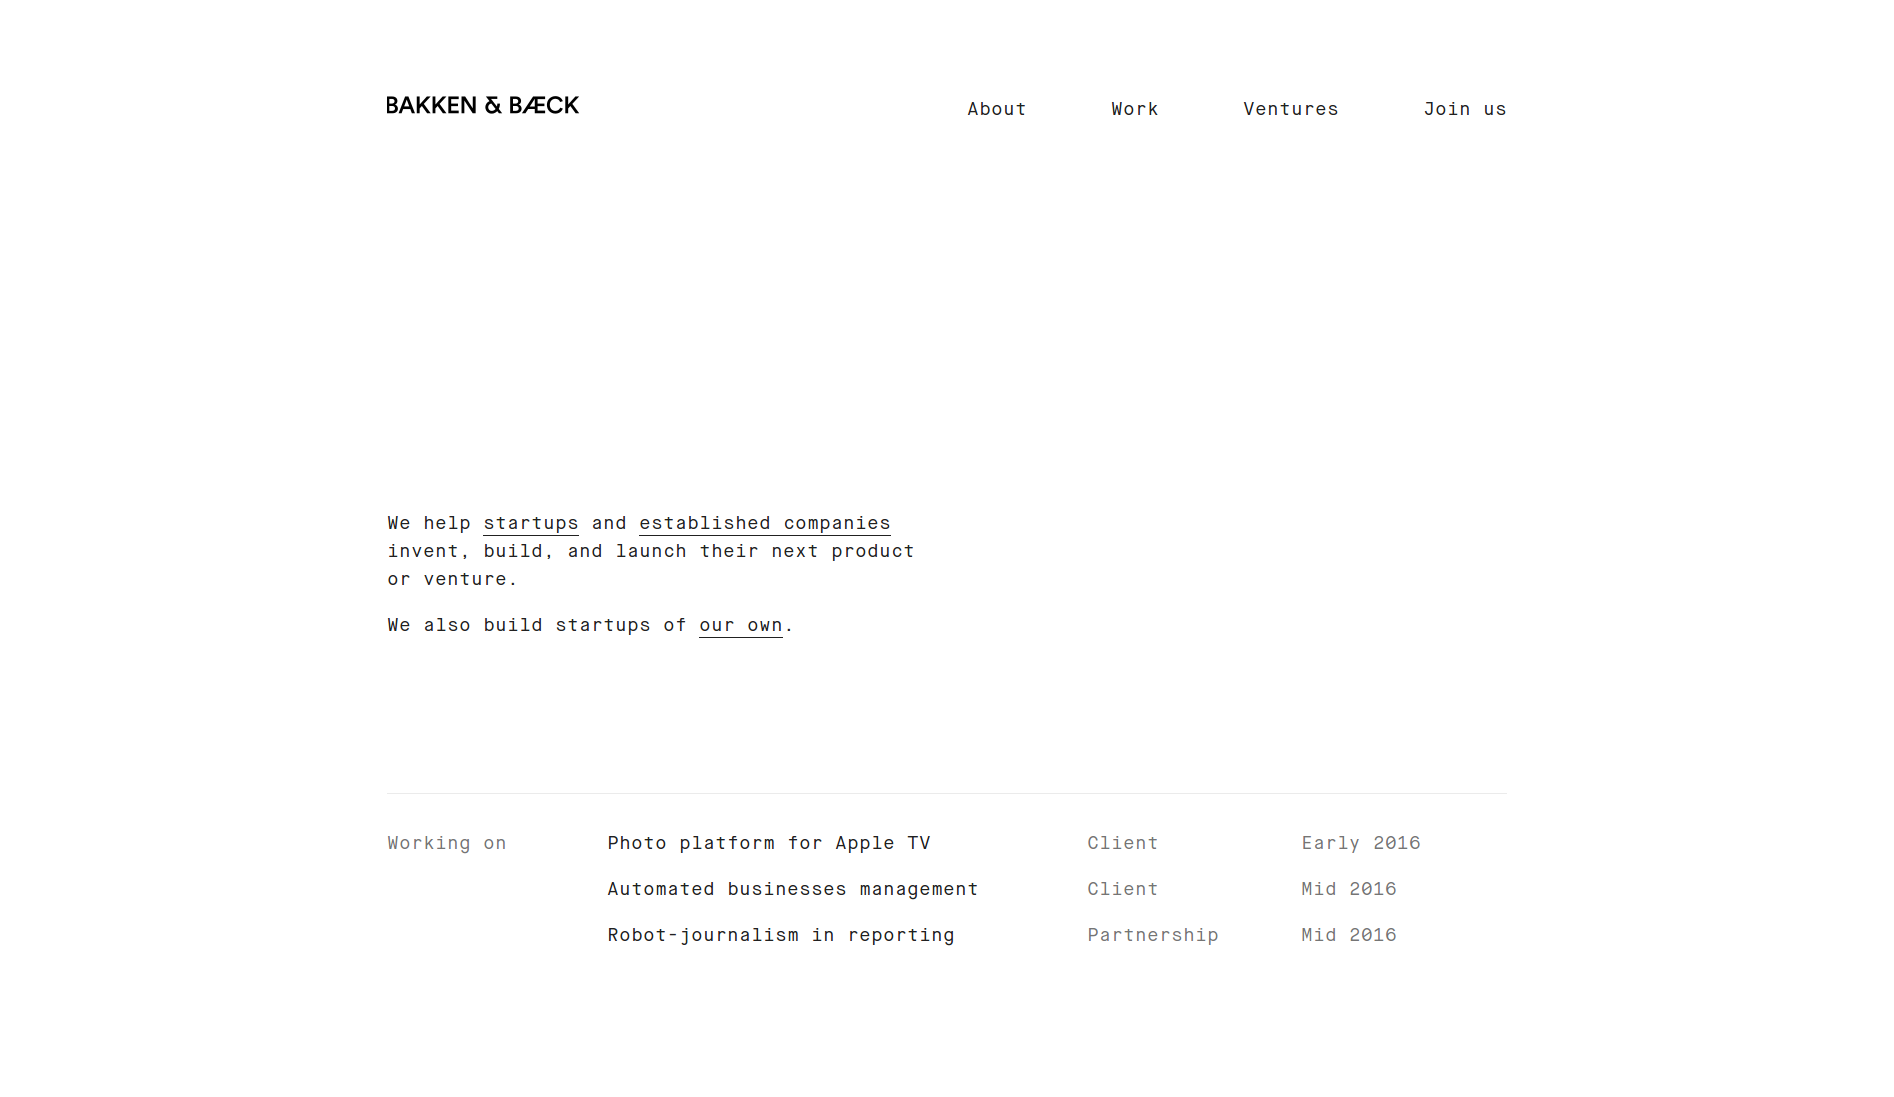 BAKKEN & BÆCK
About Work Ventures Join us
We help startups and established companies
invent, build, and launch their next product
or venture.
We also build startups of our own.
Working on Photo platform for Apple TV Client Early 2016
Automated businesses management Client Mid 2016
Robot-journalism in reporting Partnership Mid 2016